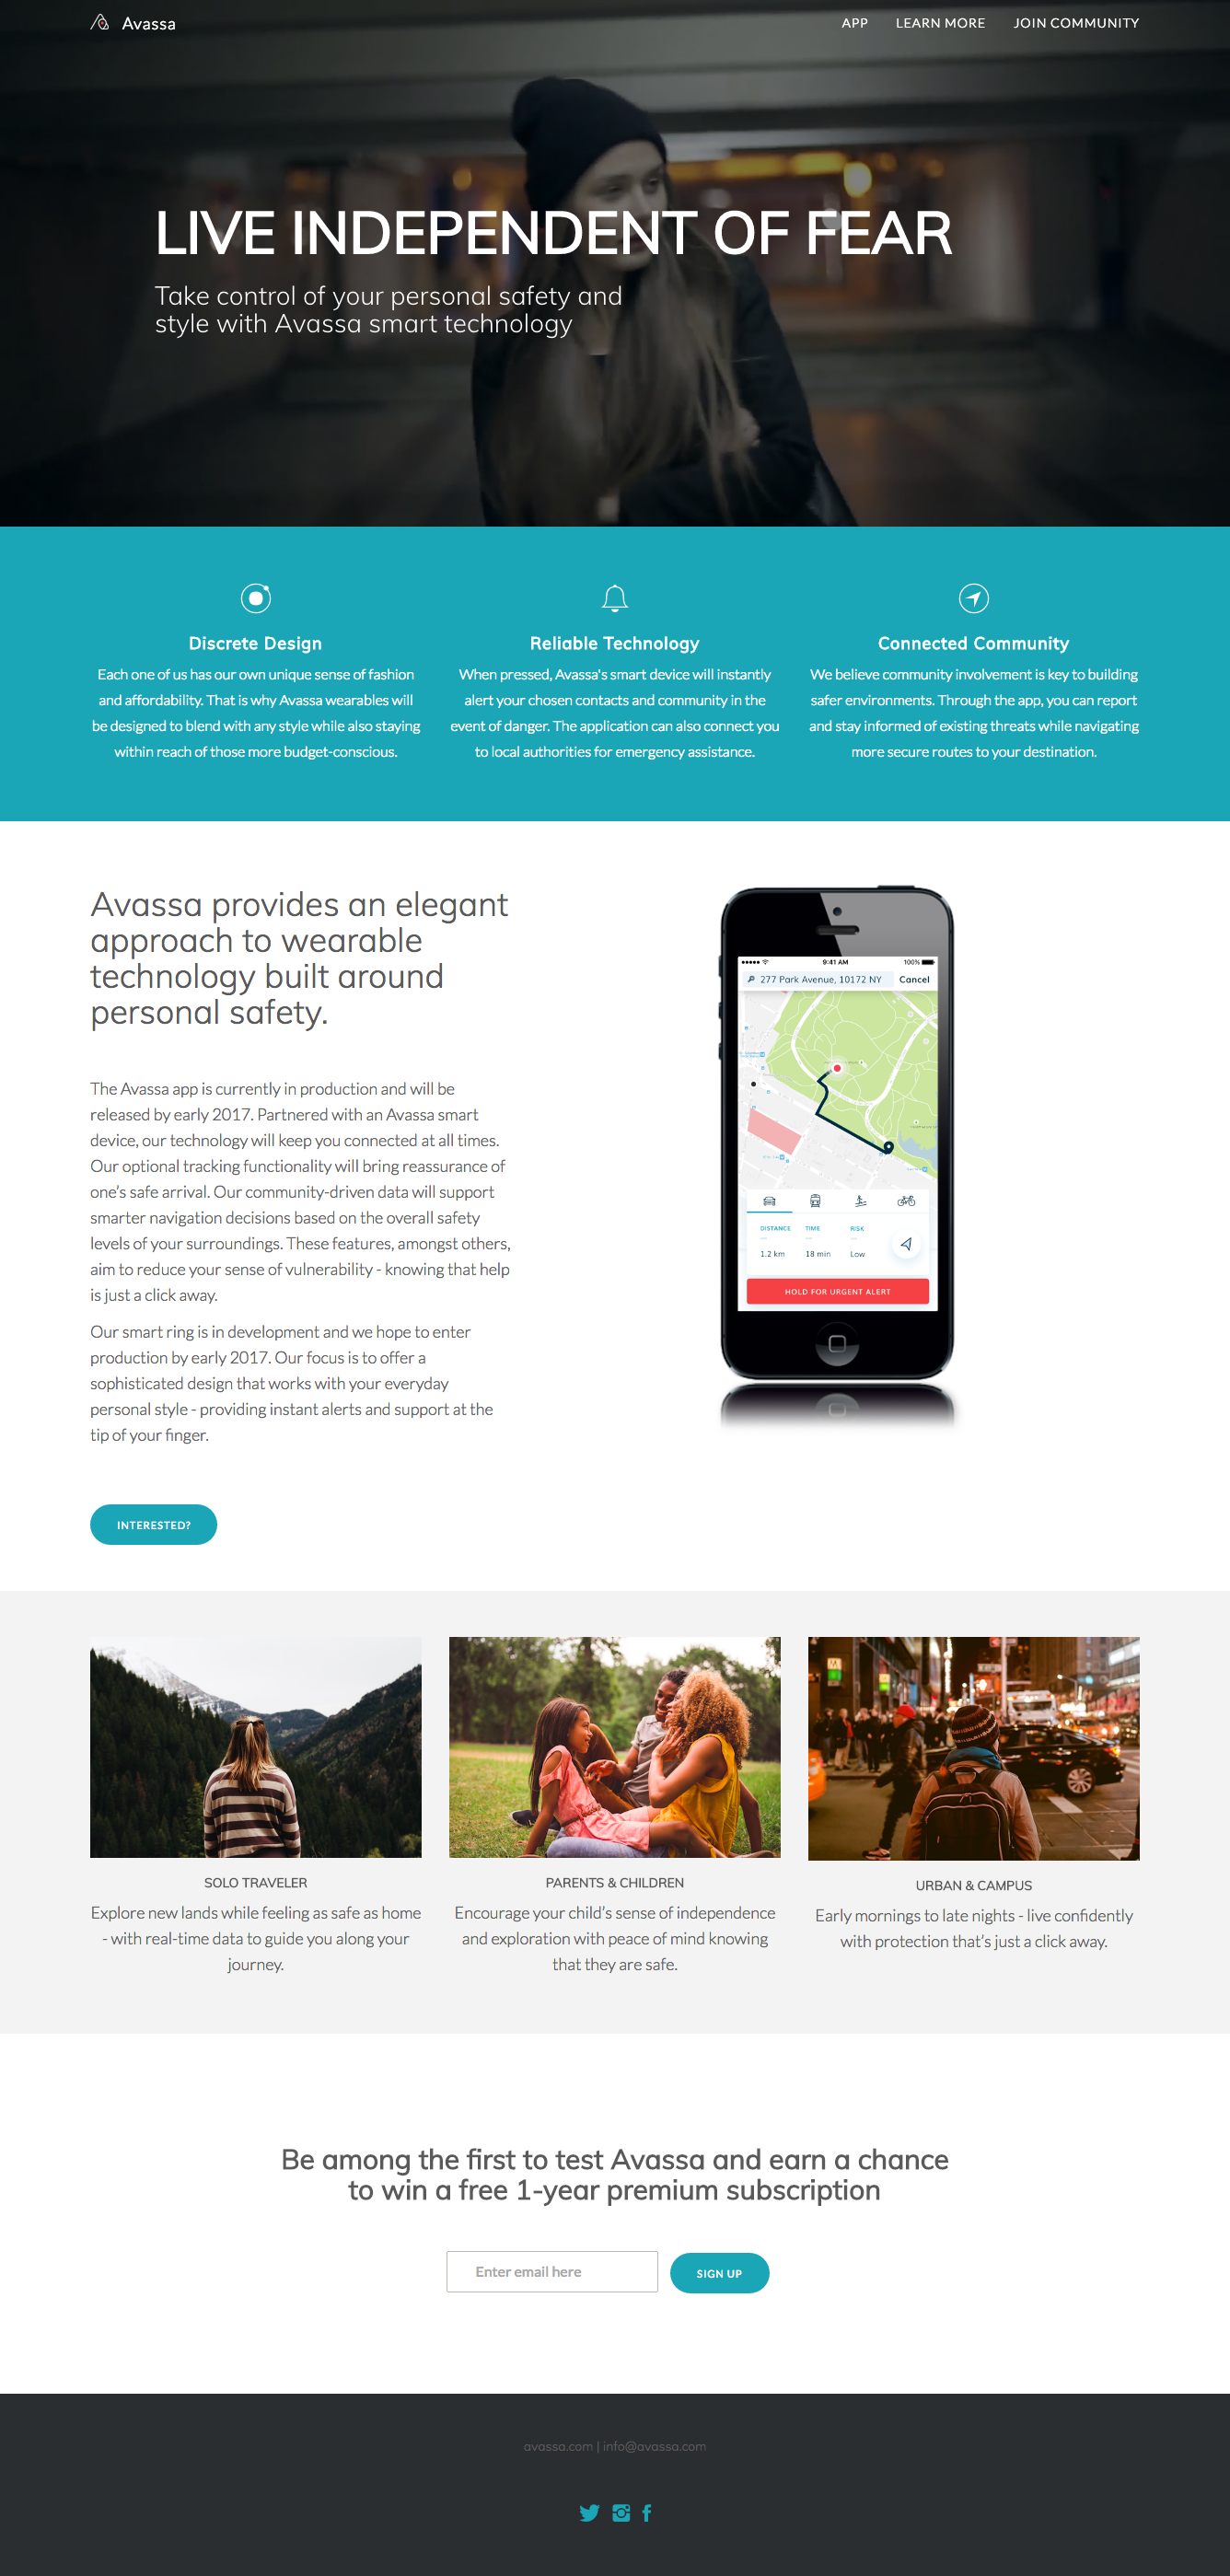 Avassa
APP
LEARN MORE
JOIN COMMUNITY
LIVE INDEPENDENT OF FEAR
Take control of your personal safety and
style with Avassa smart technology
Discrete Design
Each one of us has our own unique sense of fashion
and affordability. That is why Avassa wearables will
be designed to blend with any style while also staying
within reach of those more budget-conscious.
Reliable Technology
When pressed, Avassa's smart device will instantly
alert your chosen contacts and community in the
event of danger. The application can also connect you
to local authorities for emergency assistance.
Connected Community
We believe community involvement is key to building
safer environments. Through the app, you can report
and stay informed of existing threats while navigating
more secure routes to your destination.
Avassa provides an elegant
approach to wearable
technology built around
personal safety.
The Avassa app is currently in production and will be
released by early 2017. Partnered with an Avassa smart
device, our technology will keep you connected at all times.
Our optional tracking functionality will bring reassurance of
one’s safe arrival. Our community-driven data will support
smarter navigation decisions based on the overall safety
levels of your surroundings. These features, amongst others,
aim to reduce your sense of vulnerability - knowing that help
is just a click away.
Our smart ring is in development and we hope to enter
production by early 2017. Our focus is to offer a
sophisticated design that works with your everyday
personal style - providing instant alerts and support at the
tip of your finger.
INTERESTED?
9:41 AM
100%
277 Park Avenue, 10172 NY
Cancel
DISTANCE
TIME
RISK
1.2 km
18 min
Low
HOLD FOR URGENT ALERT
SOLO TRAVELER
Explore new lands while feeling as safe as home
- with real-time data to guide you along your
journey.
PARENTS & CHILDREN
Encourage your child’s sense of independence
and exploration with peace of mind knowing
that they are safe.
URBAN & CAMPUS
Early mornings to late nights - live confidently
with protection that’s just a click away.
Be among the first to test Avassa and earn a chance
to win a free 1-year premium subscription
Enter email here
SIGN UP
avassa.com | info@avassa.com